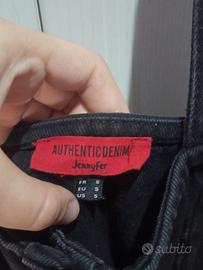 AUTHENTICDENIM
Jennyfer
FR S
EU S
US S
subito